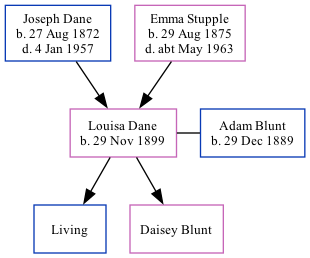 Joseph Dane
b. 27 Aug 1872
d. 4 Jan 1957
Emma Stupple
b. 29 Aug 1875
d. abt May 1963
Louisa Dane
b. 29 Nov 1899
Adam Blunt
b. 29 Dec 1889
Living
Daisey Blunt